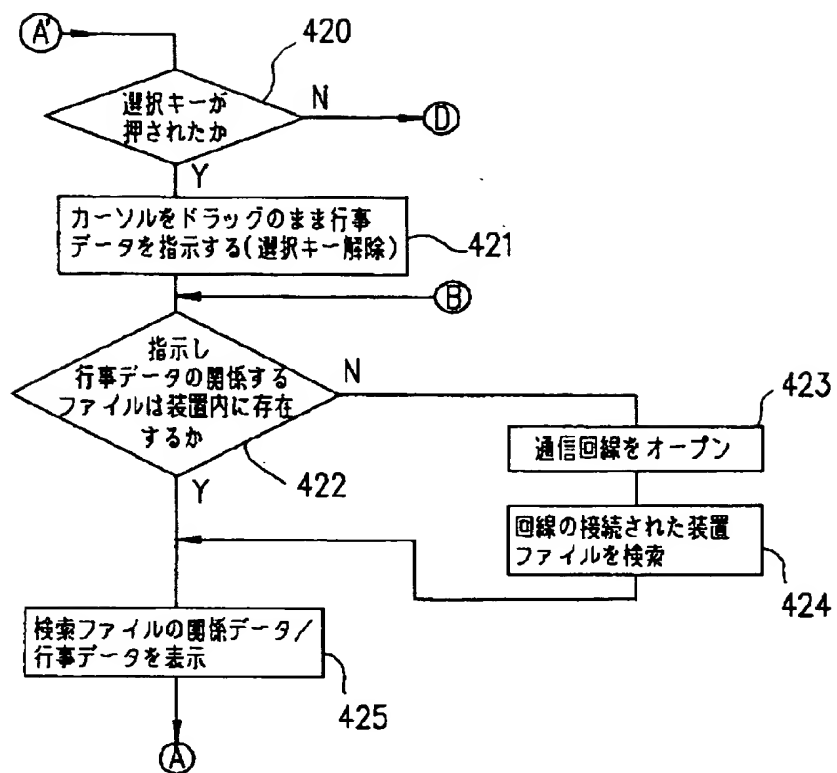 A'
420
選択キーが
押されたか
N
D
Y
カーソルをドラッグのまま行事
データを指示する(選択キー解除)
421
B
指示し
行事データの関係する
ファイルは装置内に存在
するか
N
422
Y
423
通信回線をオープン
回線の接続された装置
ファイルを検索
424
検索ファイルの関係データ/
行事データを表示
425
A